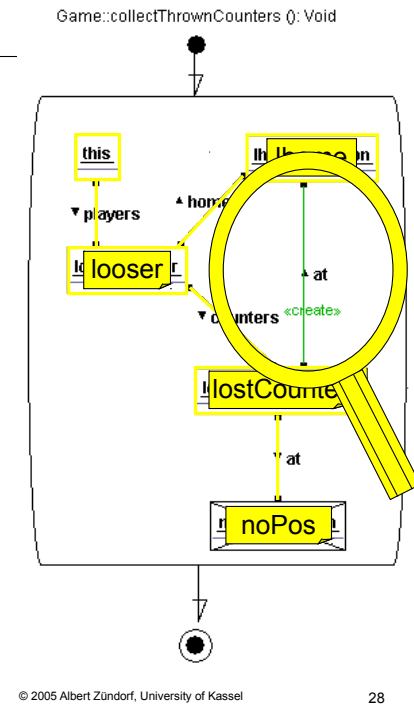 Game::collectThrownCounters (): Void
this
▼ players
looser
▲ home
▲ at
«create»
▼ counters
lostCounte
▼ at
noPos
© 2005 Albert Zündorf, University of Kassel
28